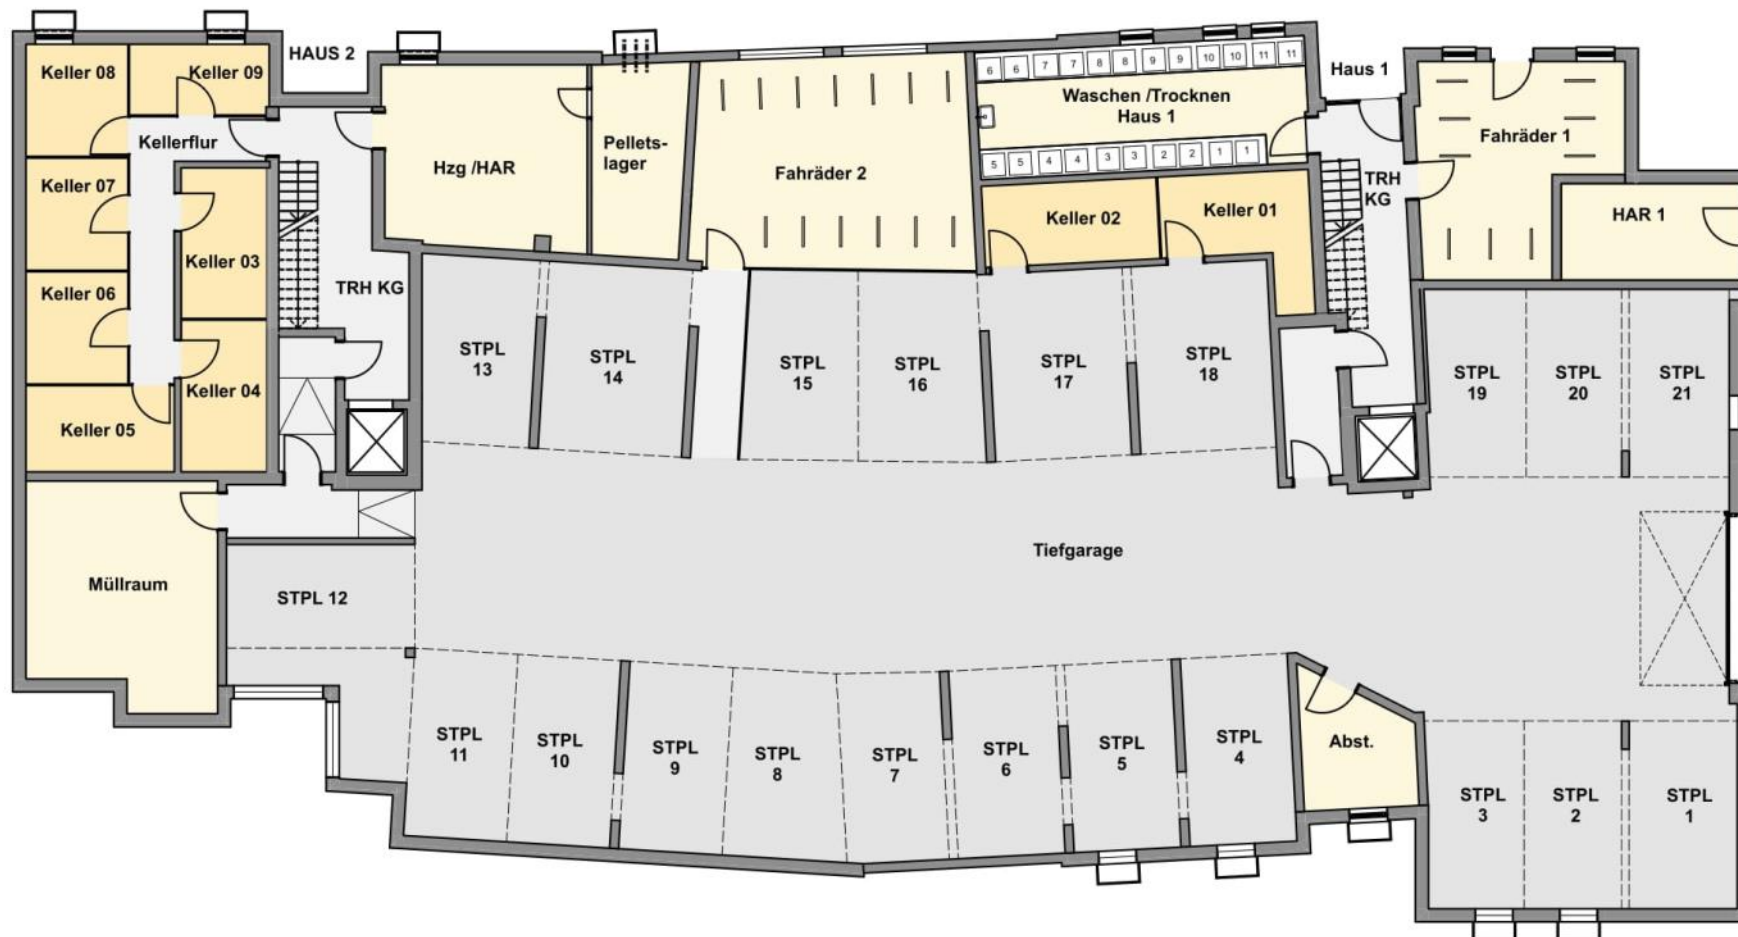 HAUS 2
Keller 08
Keller 09
Kellerflur
Keller 07
Keller 03
Keller 06
Keller 04
Keller 05
TRH KG
Hzg /HAR
Pellets-
lager
Fahrräder 2
6 6 7 7 8 8 9 9 10 10 11 11
Waschen /Trocknen
Haus 1
5 5 4 4 3 3 2 2 1 1
Keller 02
Keller 01
Haus 1
TRH
KG
Fahrräder 1
HAR 1
STPL
13
STPL
14
STPL
15
STPL
16
STPL
17
STPL
18
STPL
19
STPL
20
STPL
21
Tiefgarage
Müllraum
STPL 12
STPL
11
STPL
10
STPL
9
STPL
8
STPL
7
STPL
6
STPL
5
STPL
4
Abst.
STPL
3
STPL
2
STPL
1